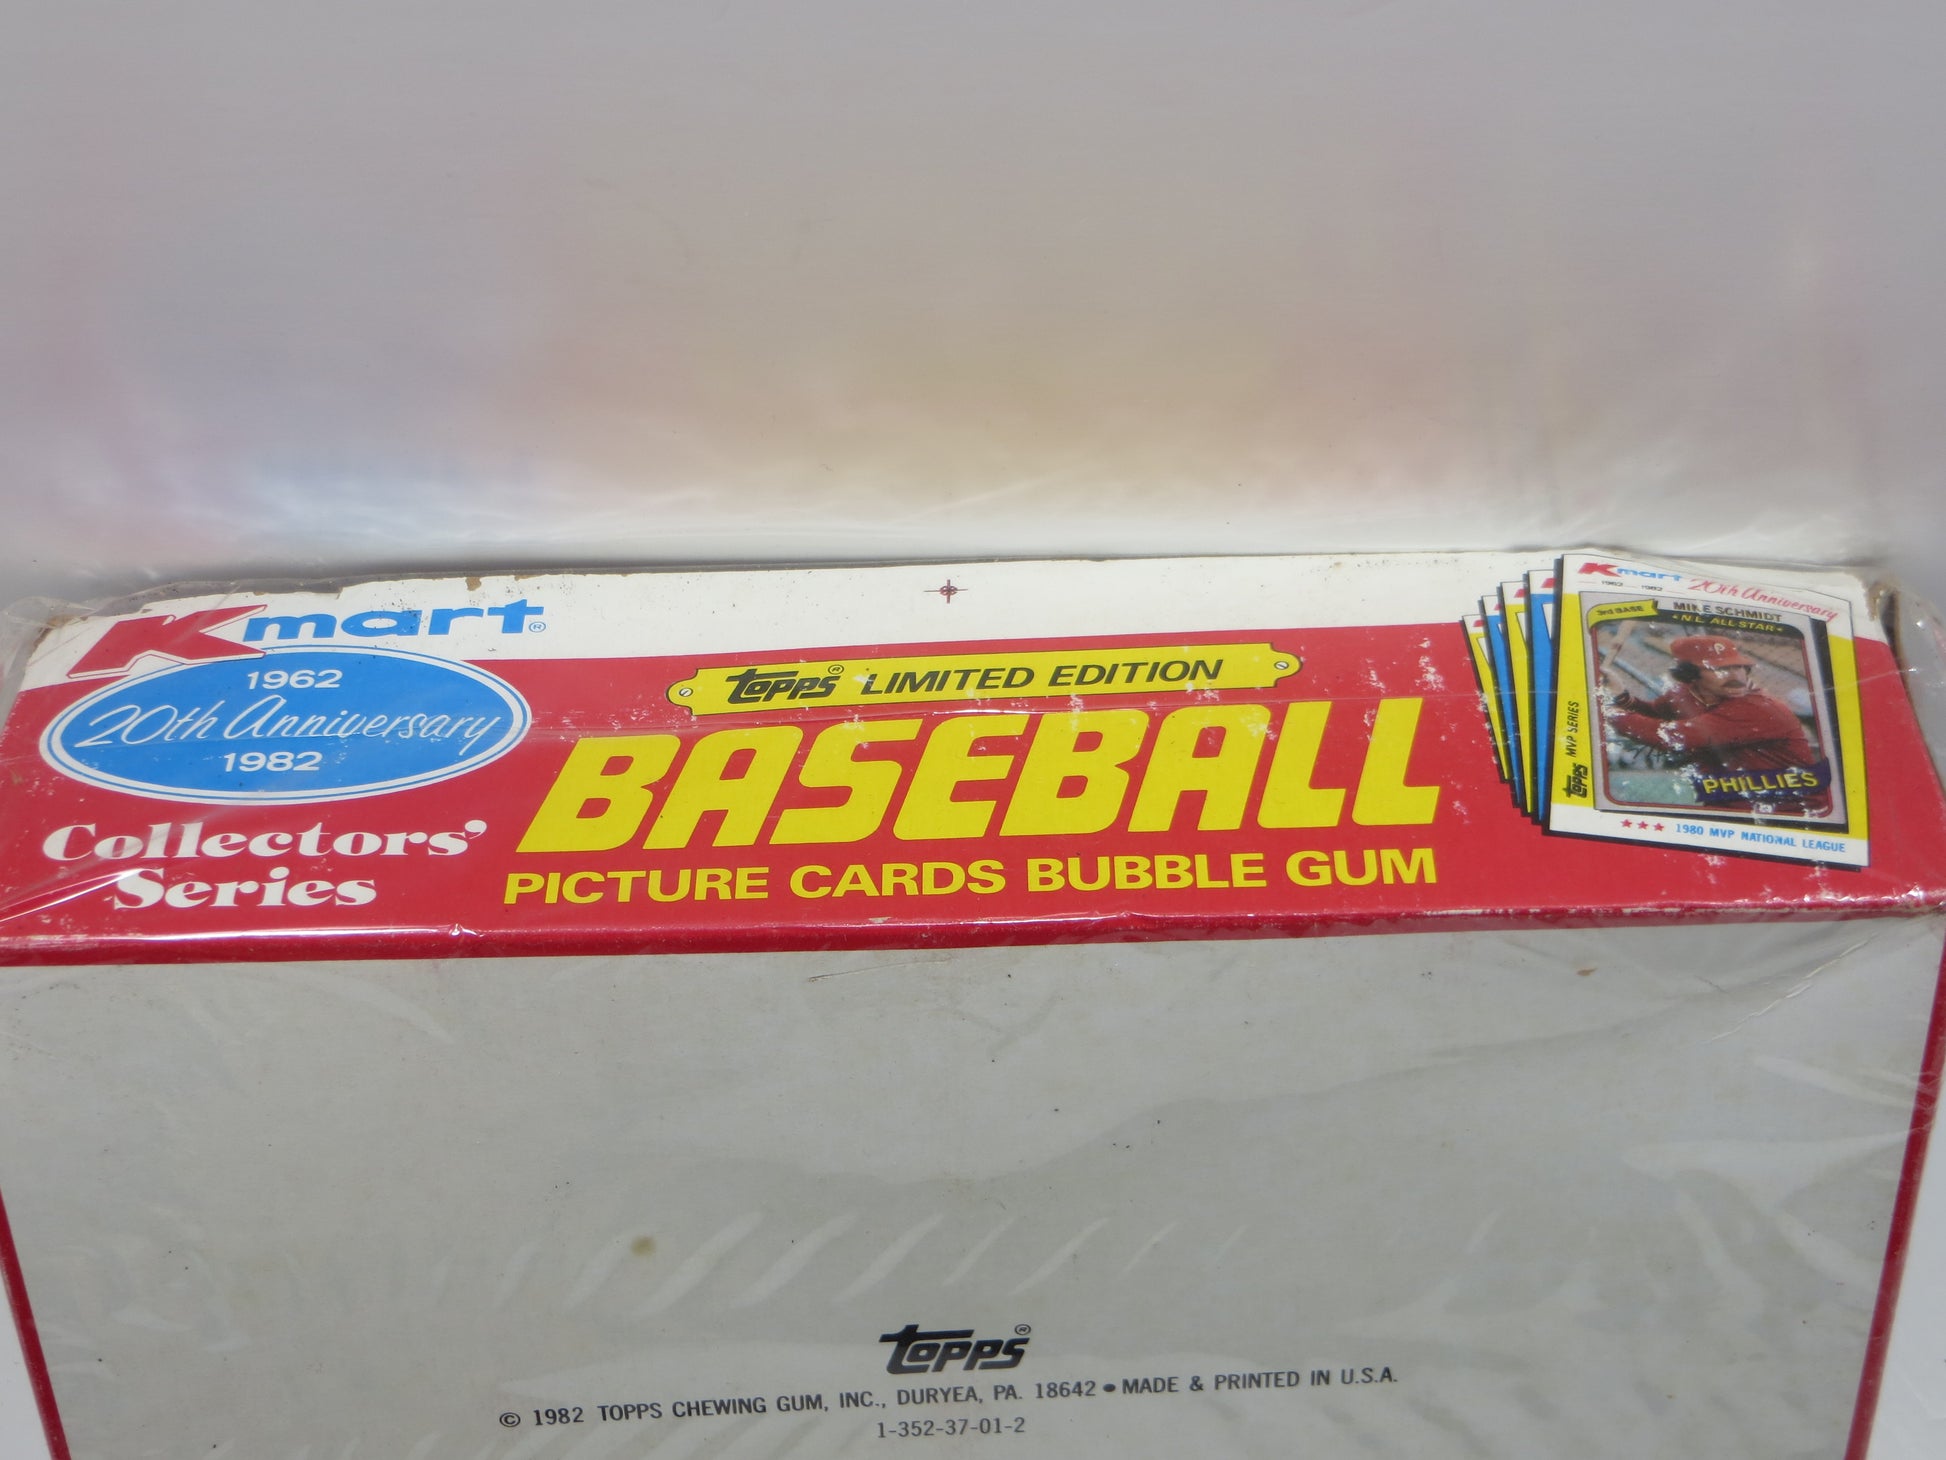 Kmart®
1962
20th Anniversary
1982
Collectors'
Series
TOPPS® LIMITED EDITION
BASEBALL
PICTURE CARDS BUBBLE GUM
Kmart 20th Anniversary
1962 1982
3rd BASE
MIKE SCHMIDT
• N.L. ALL-STAR •
TOPPS MVP SERIES
PHILLIES
★★★ 1980 MVP NATIONAL LEAGUE
TOPPS®
© 1982 TOPPS CHEWING GUM, INC., DURYEA, PA. 18642 • MADE & PRINTED IN U.S.A.
1-352-37-01-2